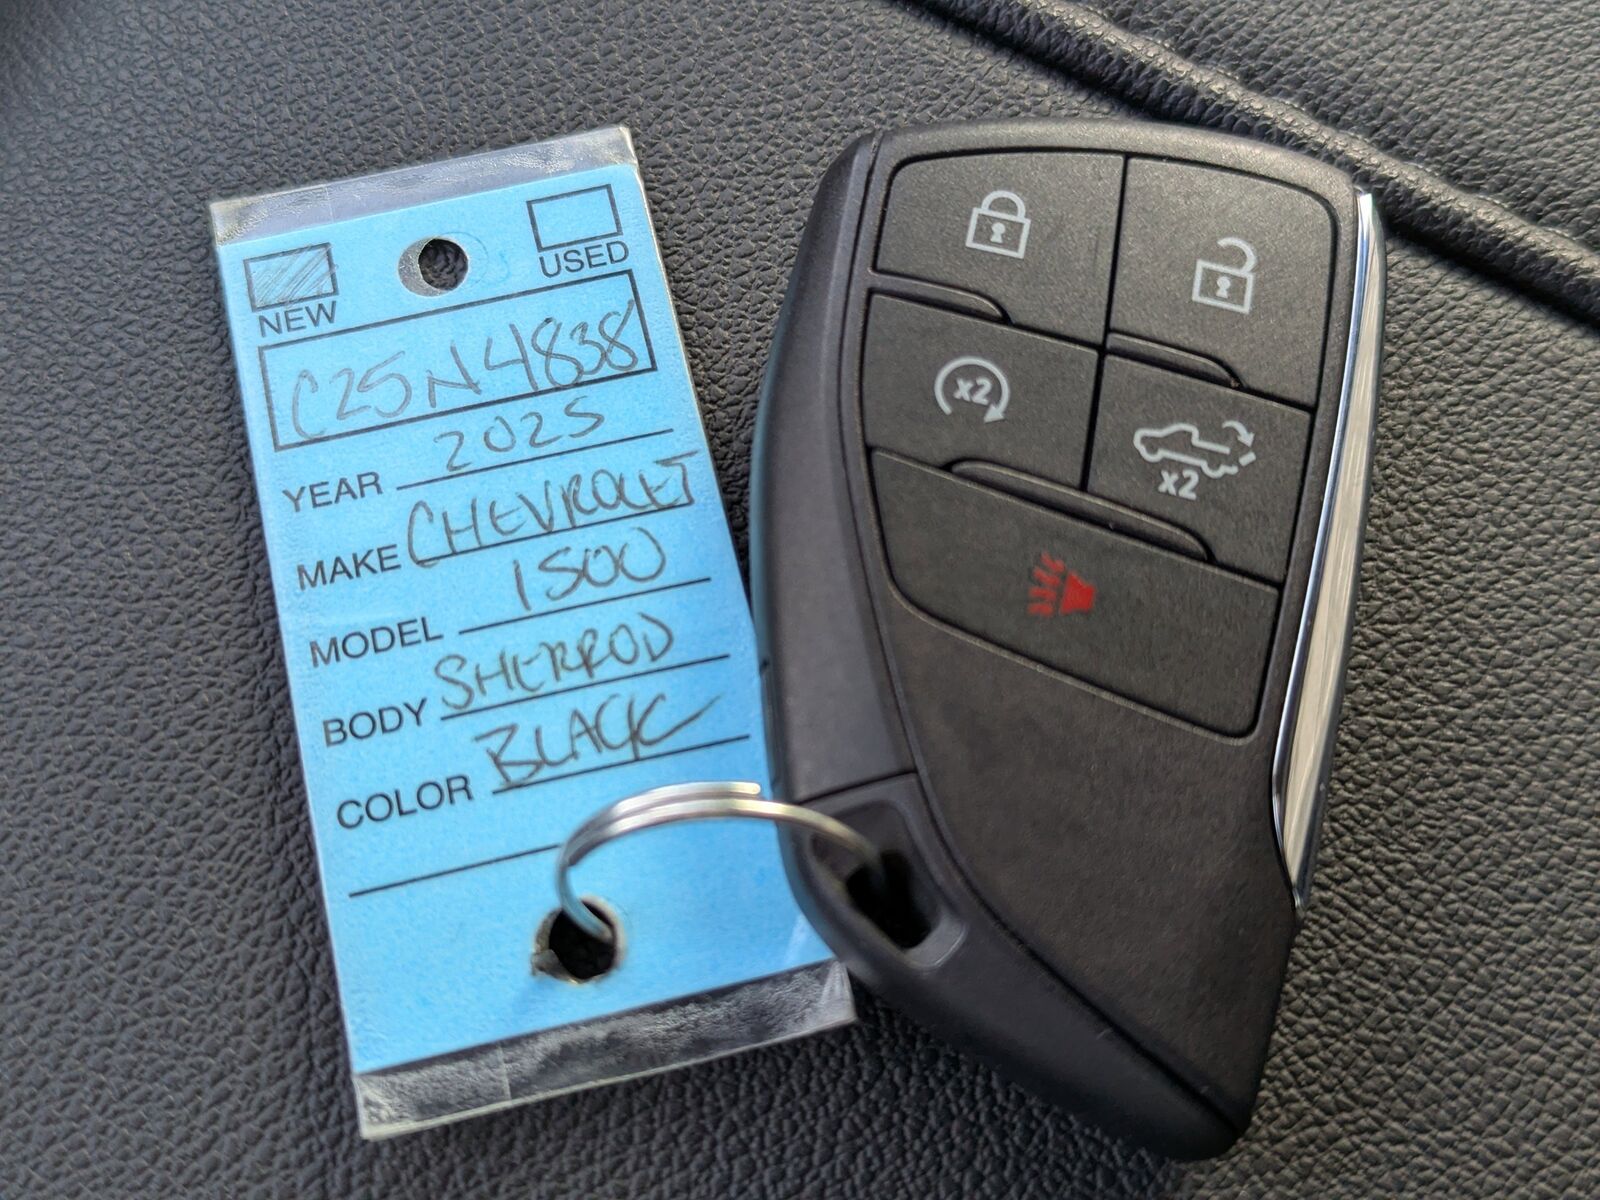 NEW
USED
C25N4838
YEAR 2025
MAKE CHEVROLET
MODEL 1500
BODY SHERROD
COLOR BLACK
x2
x2